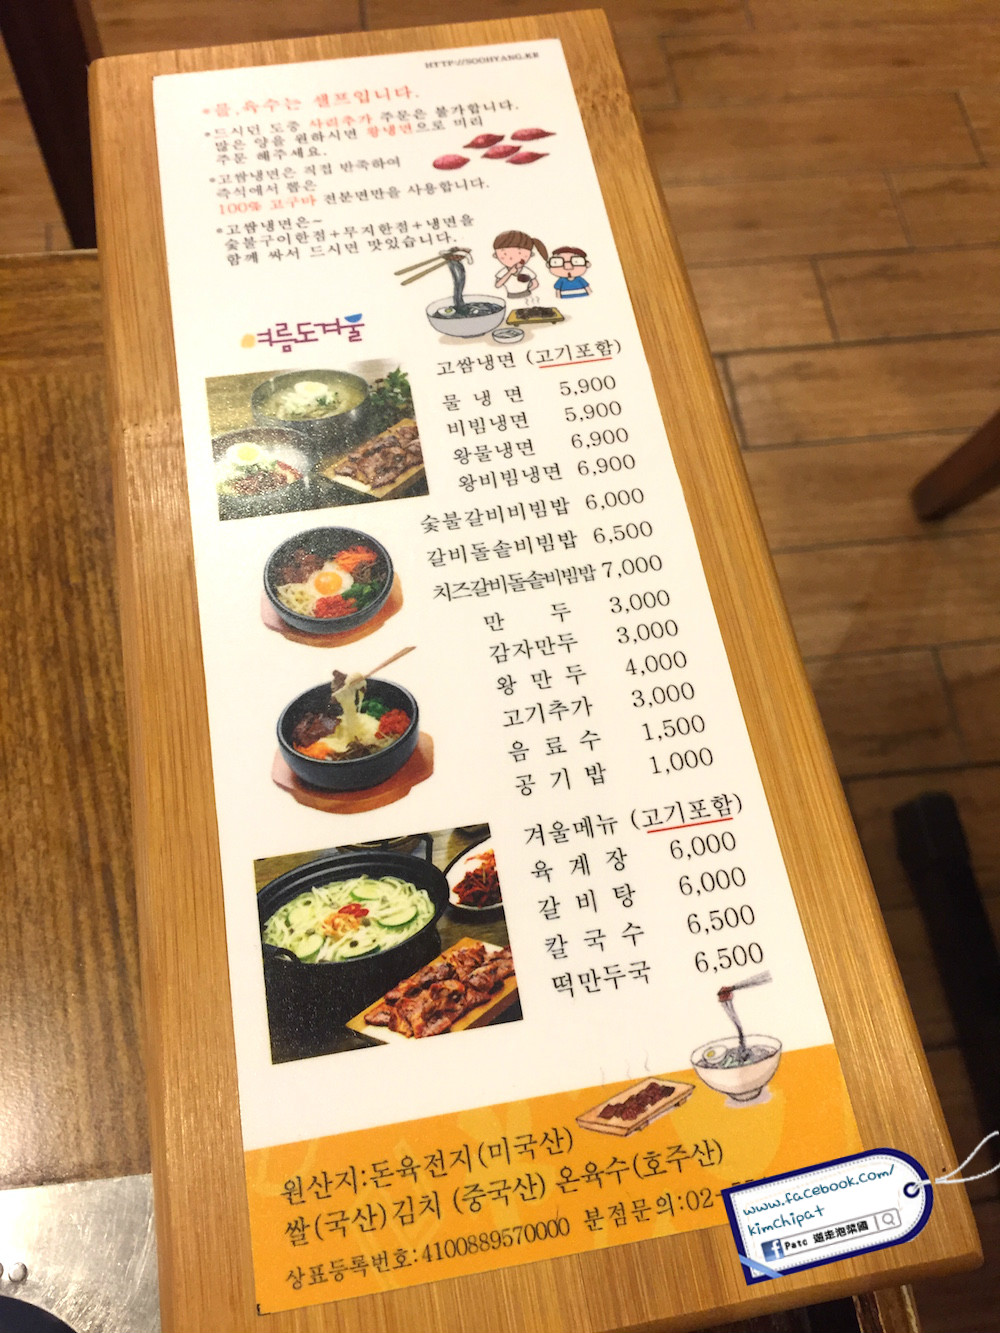 HTTP://SOOHYANG.KR
*물,육수는 셀프입니다.
*드시던 도중 사리추가 주문은 불가합니다.
많은 양을 원하시면 왕냉면으로 미리
주문 해주세요.
*고쌈냉면은 직접 반죽하여
즉석에서 뽑은
100% 고구마 전분면만을 사용합니다.
*고쌈냉면은~
숯불구이한점+무지한점+냉면을
함께 싸서 드시면 맛있습니다.
여름도겨울
고쌈냉면 (고기포함)
물 냉 면 5,900
비빔냉면 5,900
왕물냉면 6,900
왕비빔냉면 6,900
숯불갈비비빔밥 6,000
갈비돌솥비빔밥 6,500
치즈갈비돌솥비빔밥 7,000
만 두 3,000
감자만두 3,000
왕 만 두 4,000
고기추가 3,000
음 료 수 1,500
공 기 밥 1,000
겨울메뉴 (고기포함)
육 계 장 6,000
갈 비 탕 6,000
칼 국 수 6,500
떡만두국 6,500
원산지:돈육전지(미국산)
쌀(국산)김치 (중국산) 온육수(호주산)
상표등록번호:4100889570000 분점문의:02-
www.facebook.com/
kimchipat
f Patc 遊走泡菜國